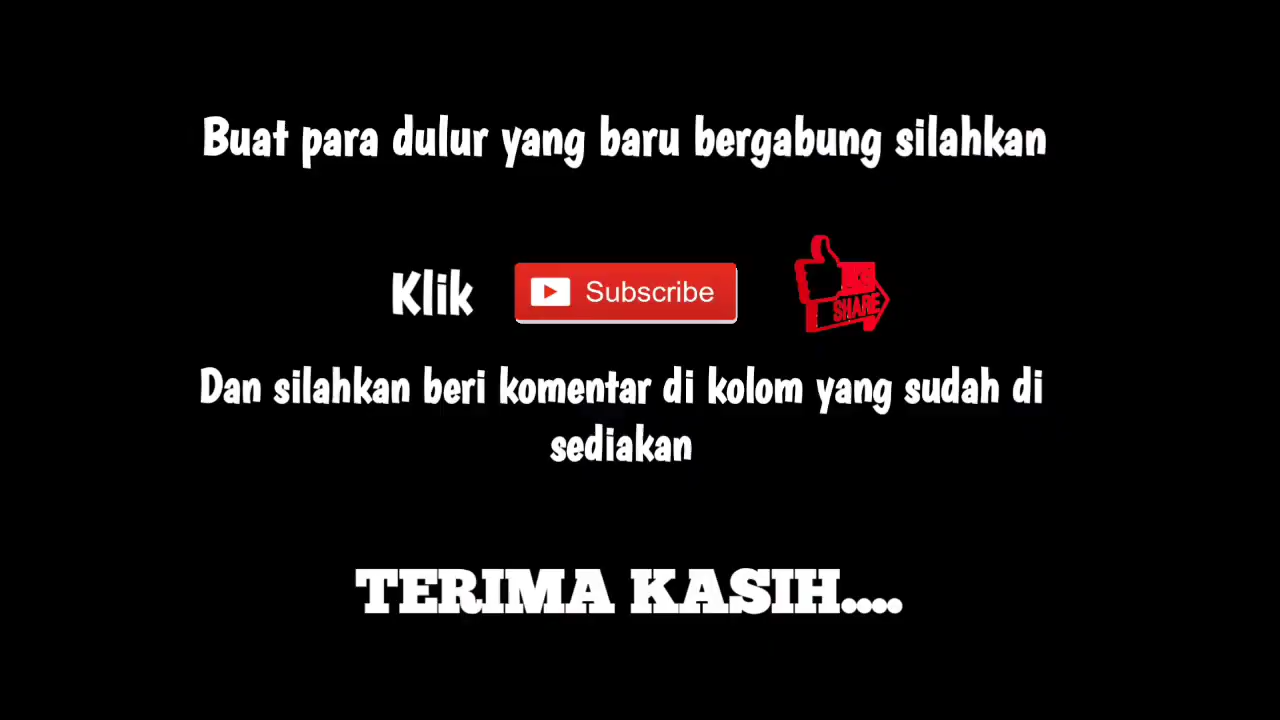 Buat para dulur yang baru bergabung silahkan
Klik Subscribe
SHARE
Dan silahkan beri komentar di kolom yang sudah di
sediakan
TERIMA KASIH....